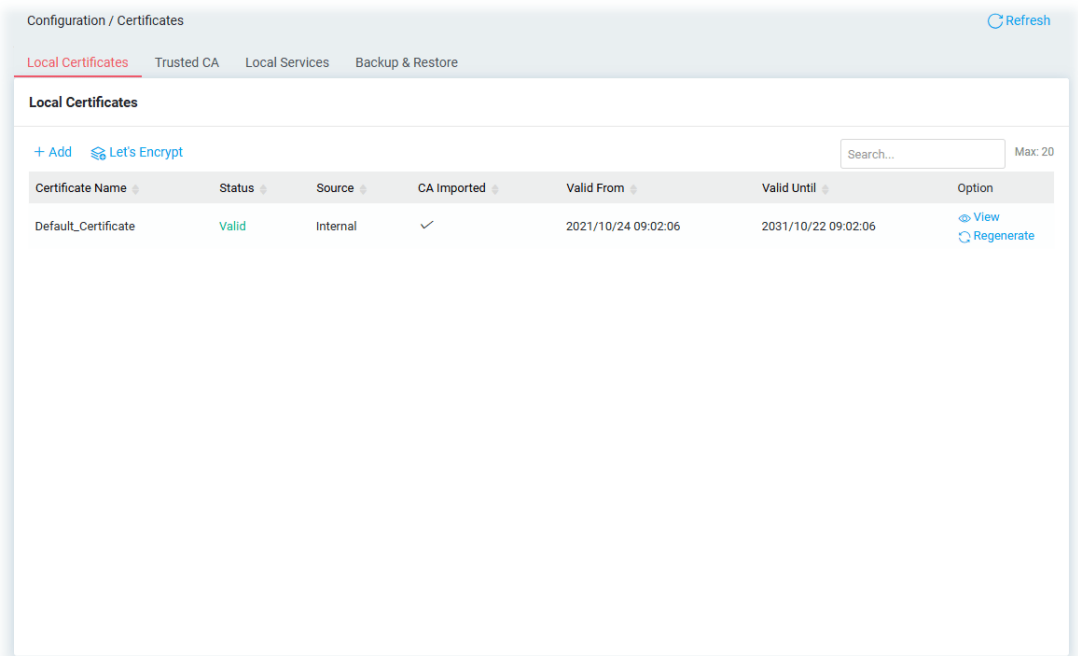 Configuration / Certificates
Refresh
Local Certificates Trusted CA Local Services Backup & Restore
Local Certificates
+ Add Let's Encrypt
Search... Max: 20
Certificate Name Status Source CA Imported Valid From Valid Until Option
Default_Certificate Valid Internal 2021/10/24 09:02:06 2031/10/22 09:02:06 View
Regenerate